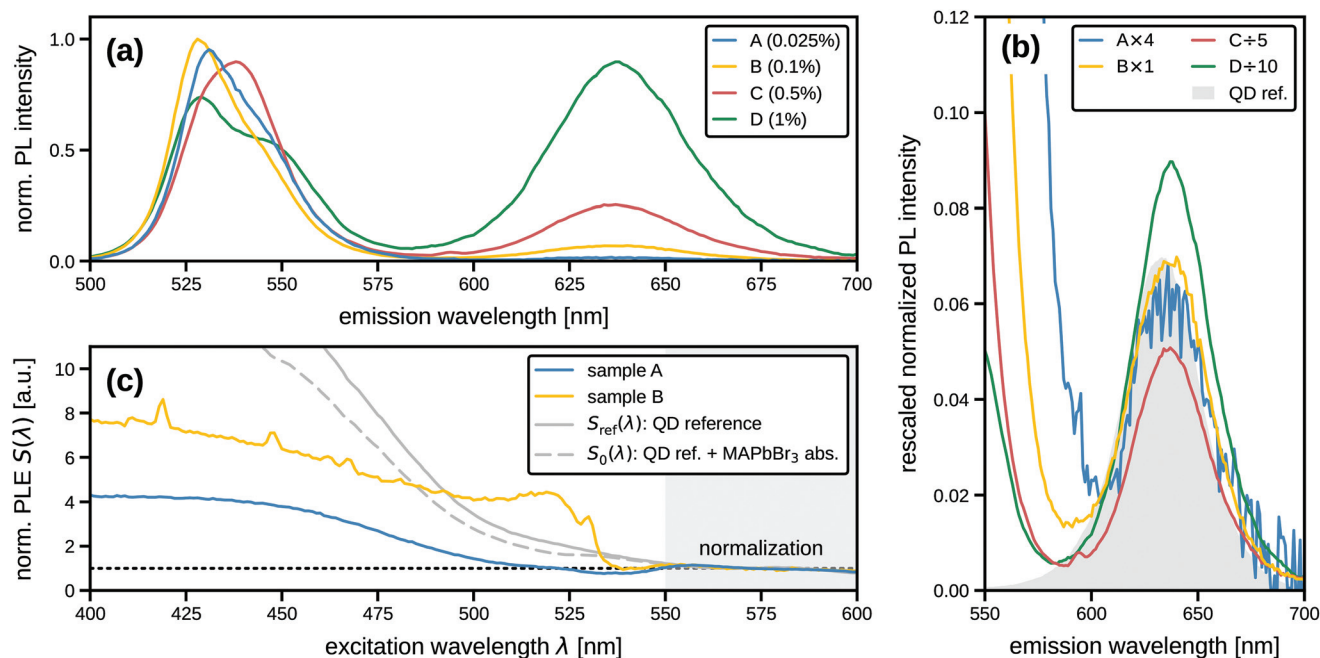 (a)
norm. PL intensity
1.0
0.5
0.0
500 525 550 575 600 625 650 675 700
emission wavelength [nm]
A (0.025%)
B (0.1%)
C (0.5%)
D (1%)
(b)
rescaled normalized PL intensity
0.12
0.10
0.08
0.06
0.04
0.02
0.00
550 600 650 700
emission wavelength [nm]
A×4 C÷5
B×1 D÷10
QD ref.
(c)
norm. PLE S(λ) [a.u.]
10
8
6
4
2
0
400 425 450 475 500 525 550 575 600
excitation wavelength λ [nm]
sample A
sample B
Sref(λ): QD reference
S0(λ): QD ref. + MAPbBr3 abs.
normalization